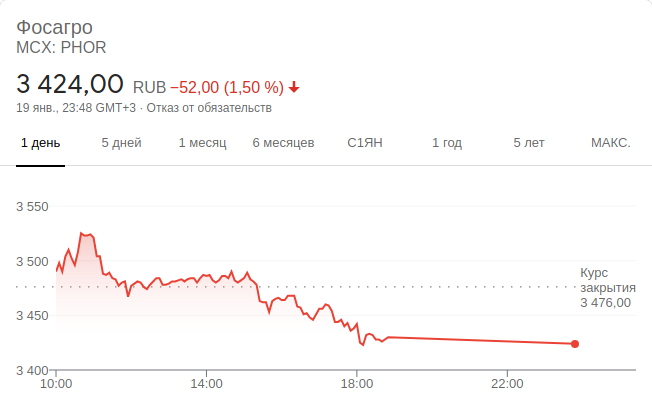 Фосагро
MCX: PHOR
3 424,00 RUB −52,00 (1,50 %)
19 янв., 23:48 GMT+3 · Отказ от обязательств
1 день 5 дней 1 месяц 6 месяцев С1ЯН 1 год 5 лет МАКС.
3 550
3 500
Курс
закрытия
3 476,00
3 450
3 400
10:00 14:00 18:00 22:00